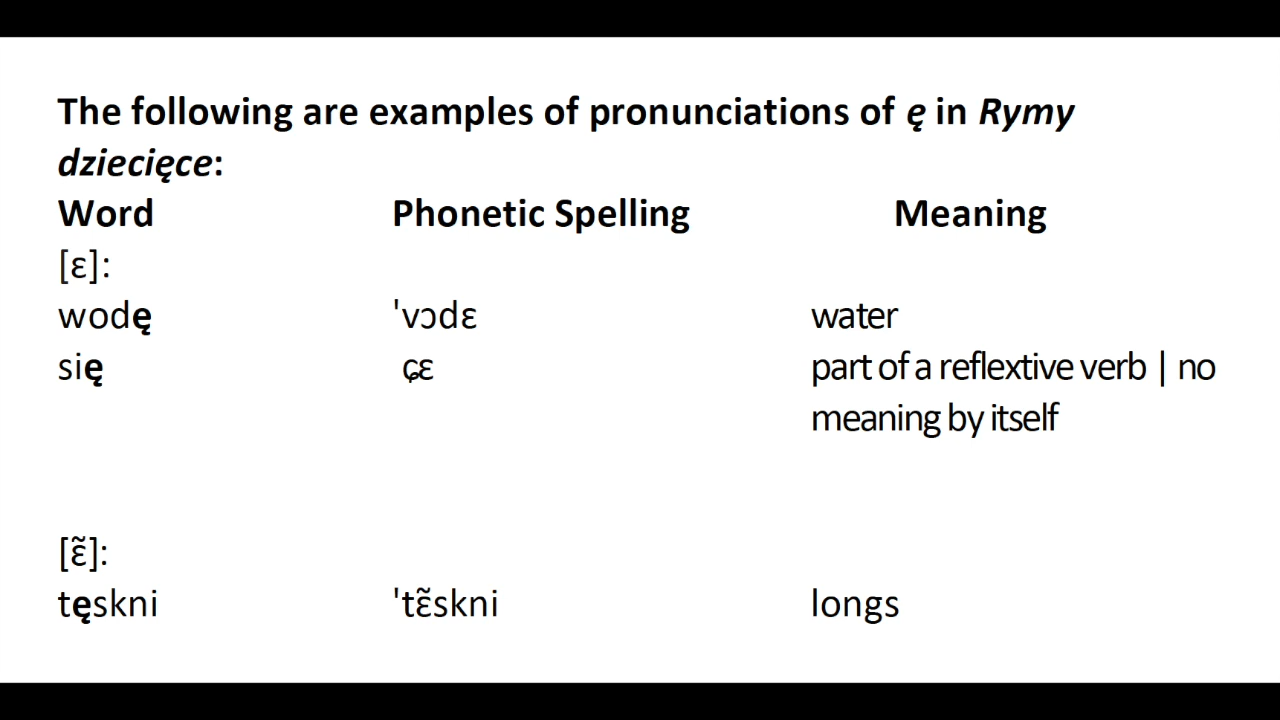 The following are examples of pronunciations of ę in Rymy
dziecięce:
Word Phonetic Spelling Meaning
[ɛ]:
wodę ˈvɔdɛ water
się ɕɛ part of a reflextive verb | no
meaning by itself
[ɛ̃]:
tęskni ˈtɛ̃skni longs